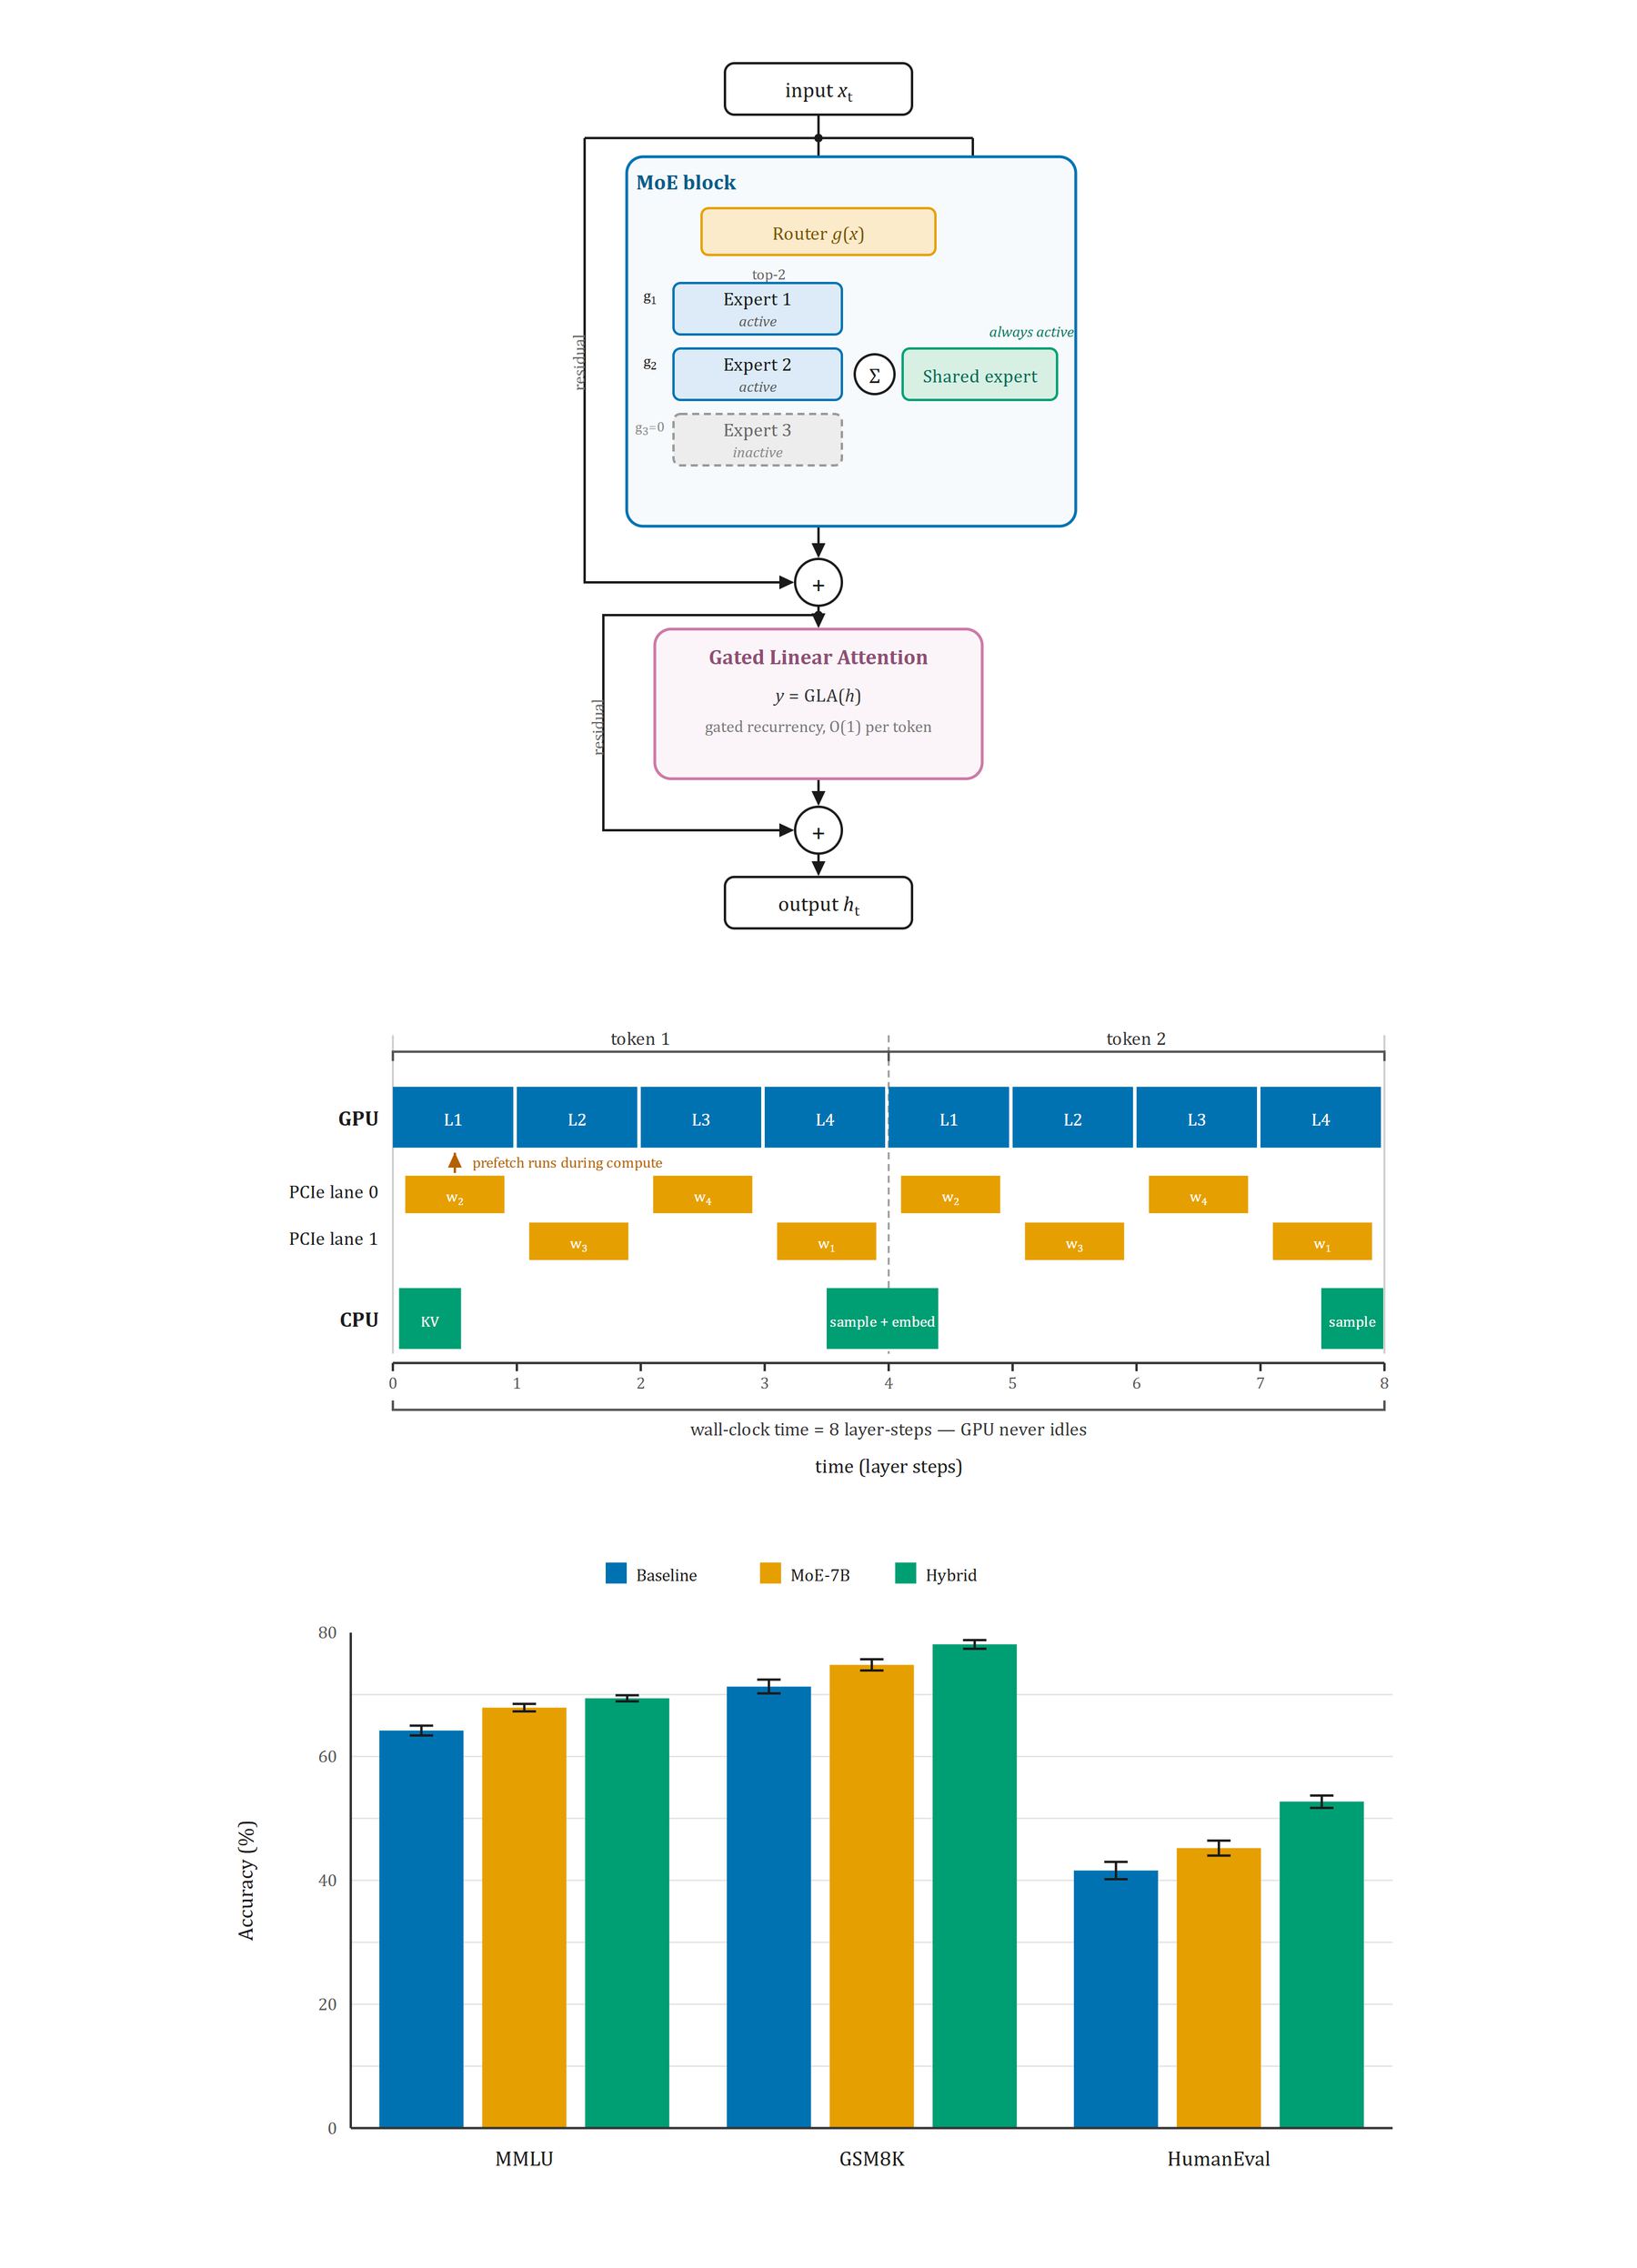 input xt
MoE block
Router g(x)
top-2
g1
Expert 1
active
always active
g2
Expert 2
active
Σ
Shared expert
g3=0
Expert 3
inactive
residual
+
Gated Linear Attention
y = GLA(h)
gated recurrency, O(1) per token
residual
+
output ht
token 1
token 2
GPU
L1
L2
L3
L4
L1
L2
L3
L4
prefetch runs during compute
PCIe lane 0
w2
w4
w2
w4
PCIe lane 1
w3
w1
w3
w1
CPU
KV
sample + embed
sample
0 1 2 3 4 5 6 7 8
wall-clock time = 8 layer-steps — GPU never idles
time (layer steps)
Baseline
MoE-7B
Hybrid
Accuracy (%)
80
60
40
20
0
MMLU
GSM8K
HumanEval